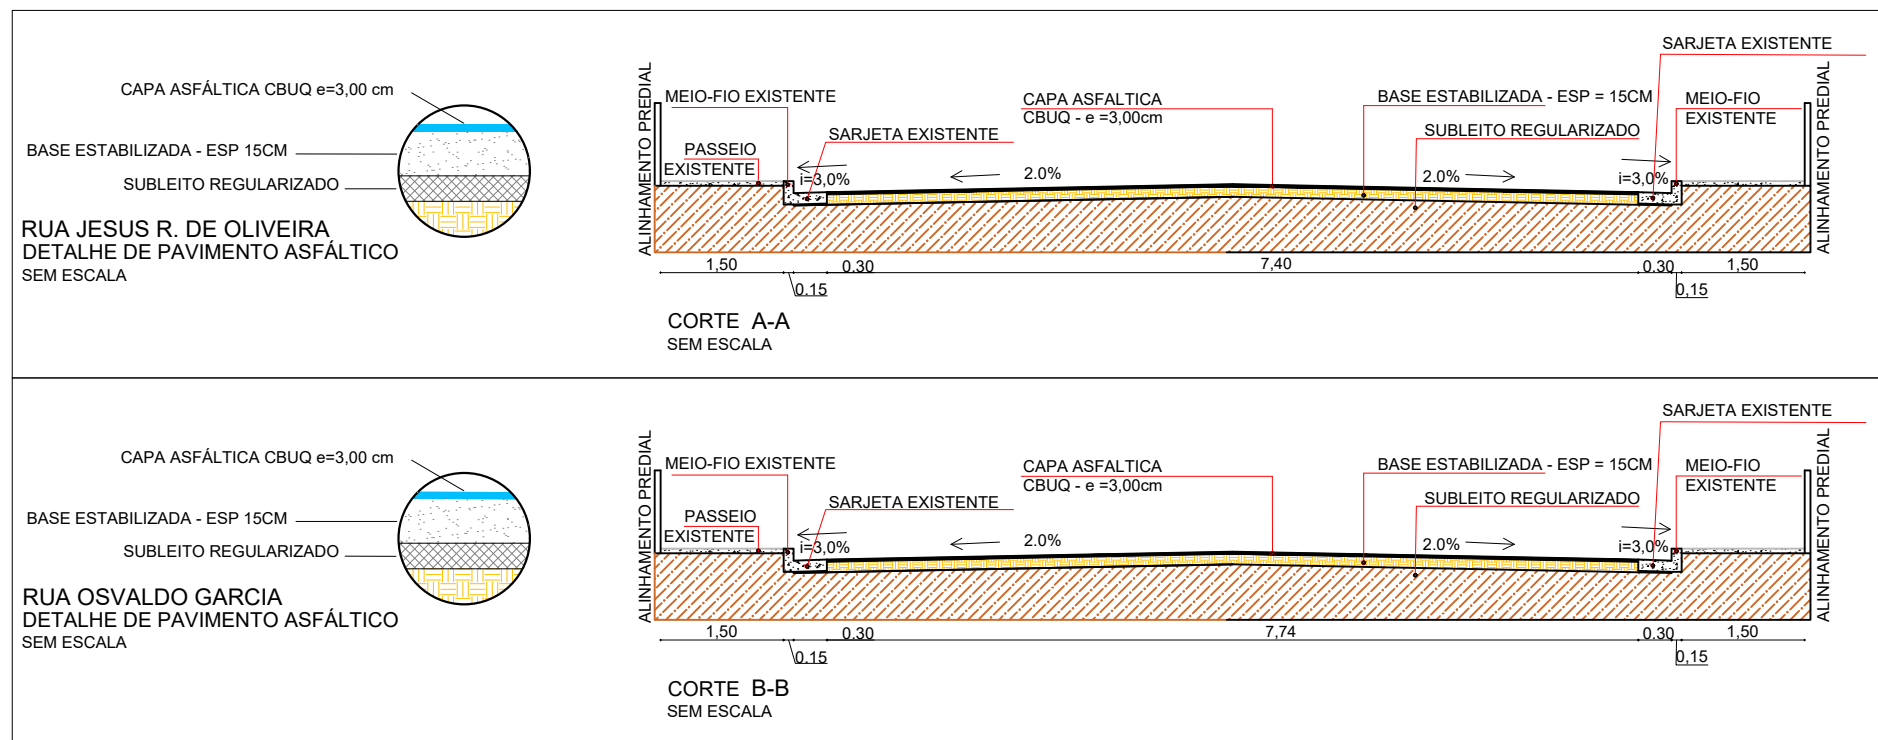 CAPA ASFÁLTICA CBUQ e=3,00 cm
BASE ESTABILIZADA - ESP 15CM
SUBLEITO REGULARIZADO
RUA JESUS R. DE OLIVEIRA
DETALHE DE PAVIMENTO ASFÁLTICO
SEM ESCALA
ALINHAMENTO PREDIAL
MEIO-FIO EXISTENTE
SARJETA EXISTENTE
PASSEIO
EXISTENTE
i=3,0%
2.0%
CAPA ASFALTICA
CBUQ - e =3,00cm
BASE ESTABILIZADA - ESP = 15CM
SUBLEITO REGULARIZADO
2.0%
SARJETA EXISTENTE
MEIO-FIO
EXISTENTE
i=3,0%
ALINHAMENTO PREDIAL
1,50
0.15
0.30
7,40
0.30
0,15
1,50
CORTE A-A
SEM ESCALA
CAPA ASFÁLTICA CBUQ e=3,00 cm
BASE ESTABILIZADA - ESP 15CM
SUBLEITO REGULARIZADO
RUA OSVALDO GARCIA
DETALHE DE PAVIMENTO ASFÁLTICO
SEM ESCALA
ALINHAMENTO PREDIAL
MEIO-FIO EXISTENTE
SARJETA EXISTENTE
PASSEIO
EXISTENTE
i=3,0%
2.0%
CAPA ASFALTICA
CBUQ - e =3,00cm
BASE ESTABILIZADA - ESP = 15CM
SUBLEITO REGULARIZADO
2.0%
SARJETA EXISTENTE
MEIO-FIO
EXISTENTE
i=3,0%
ALINHAMENTO PREDIAL
1,50
0.15
0.30
7,74
0.30
0,15
1,50
CORTE B-B
SEM ESCALA